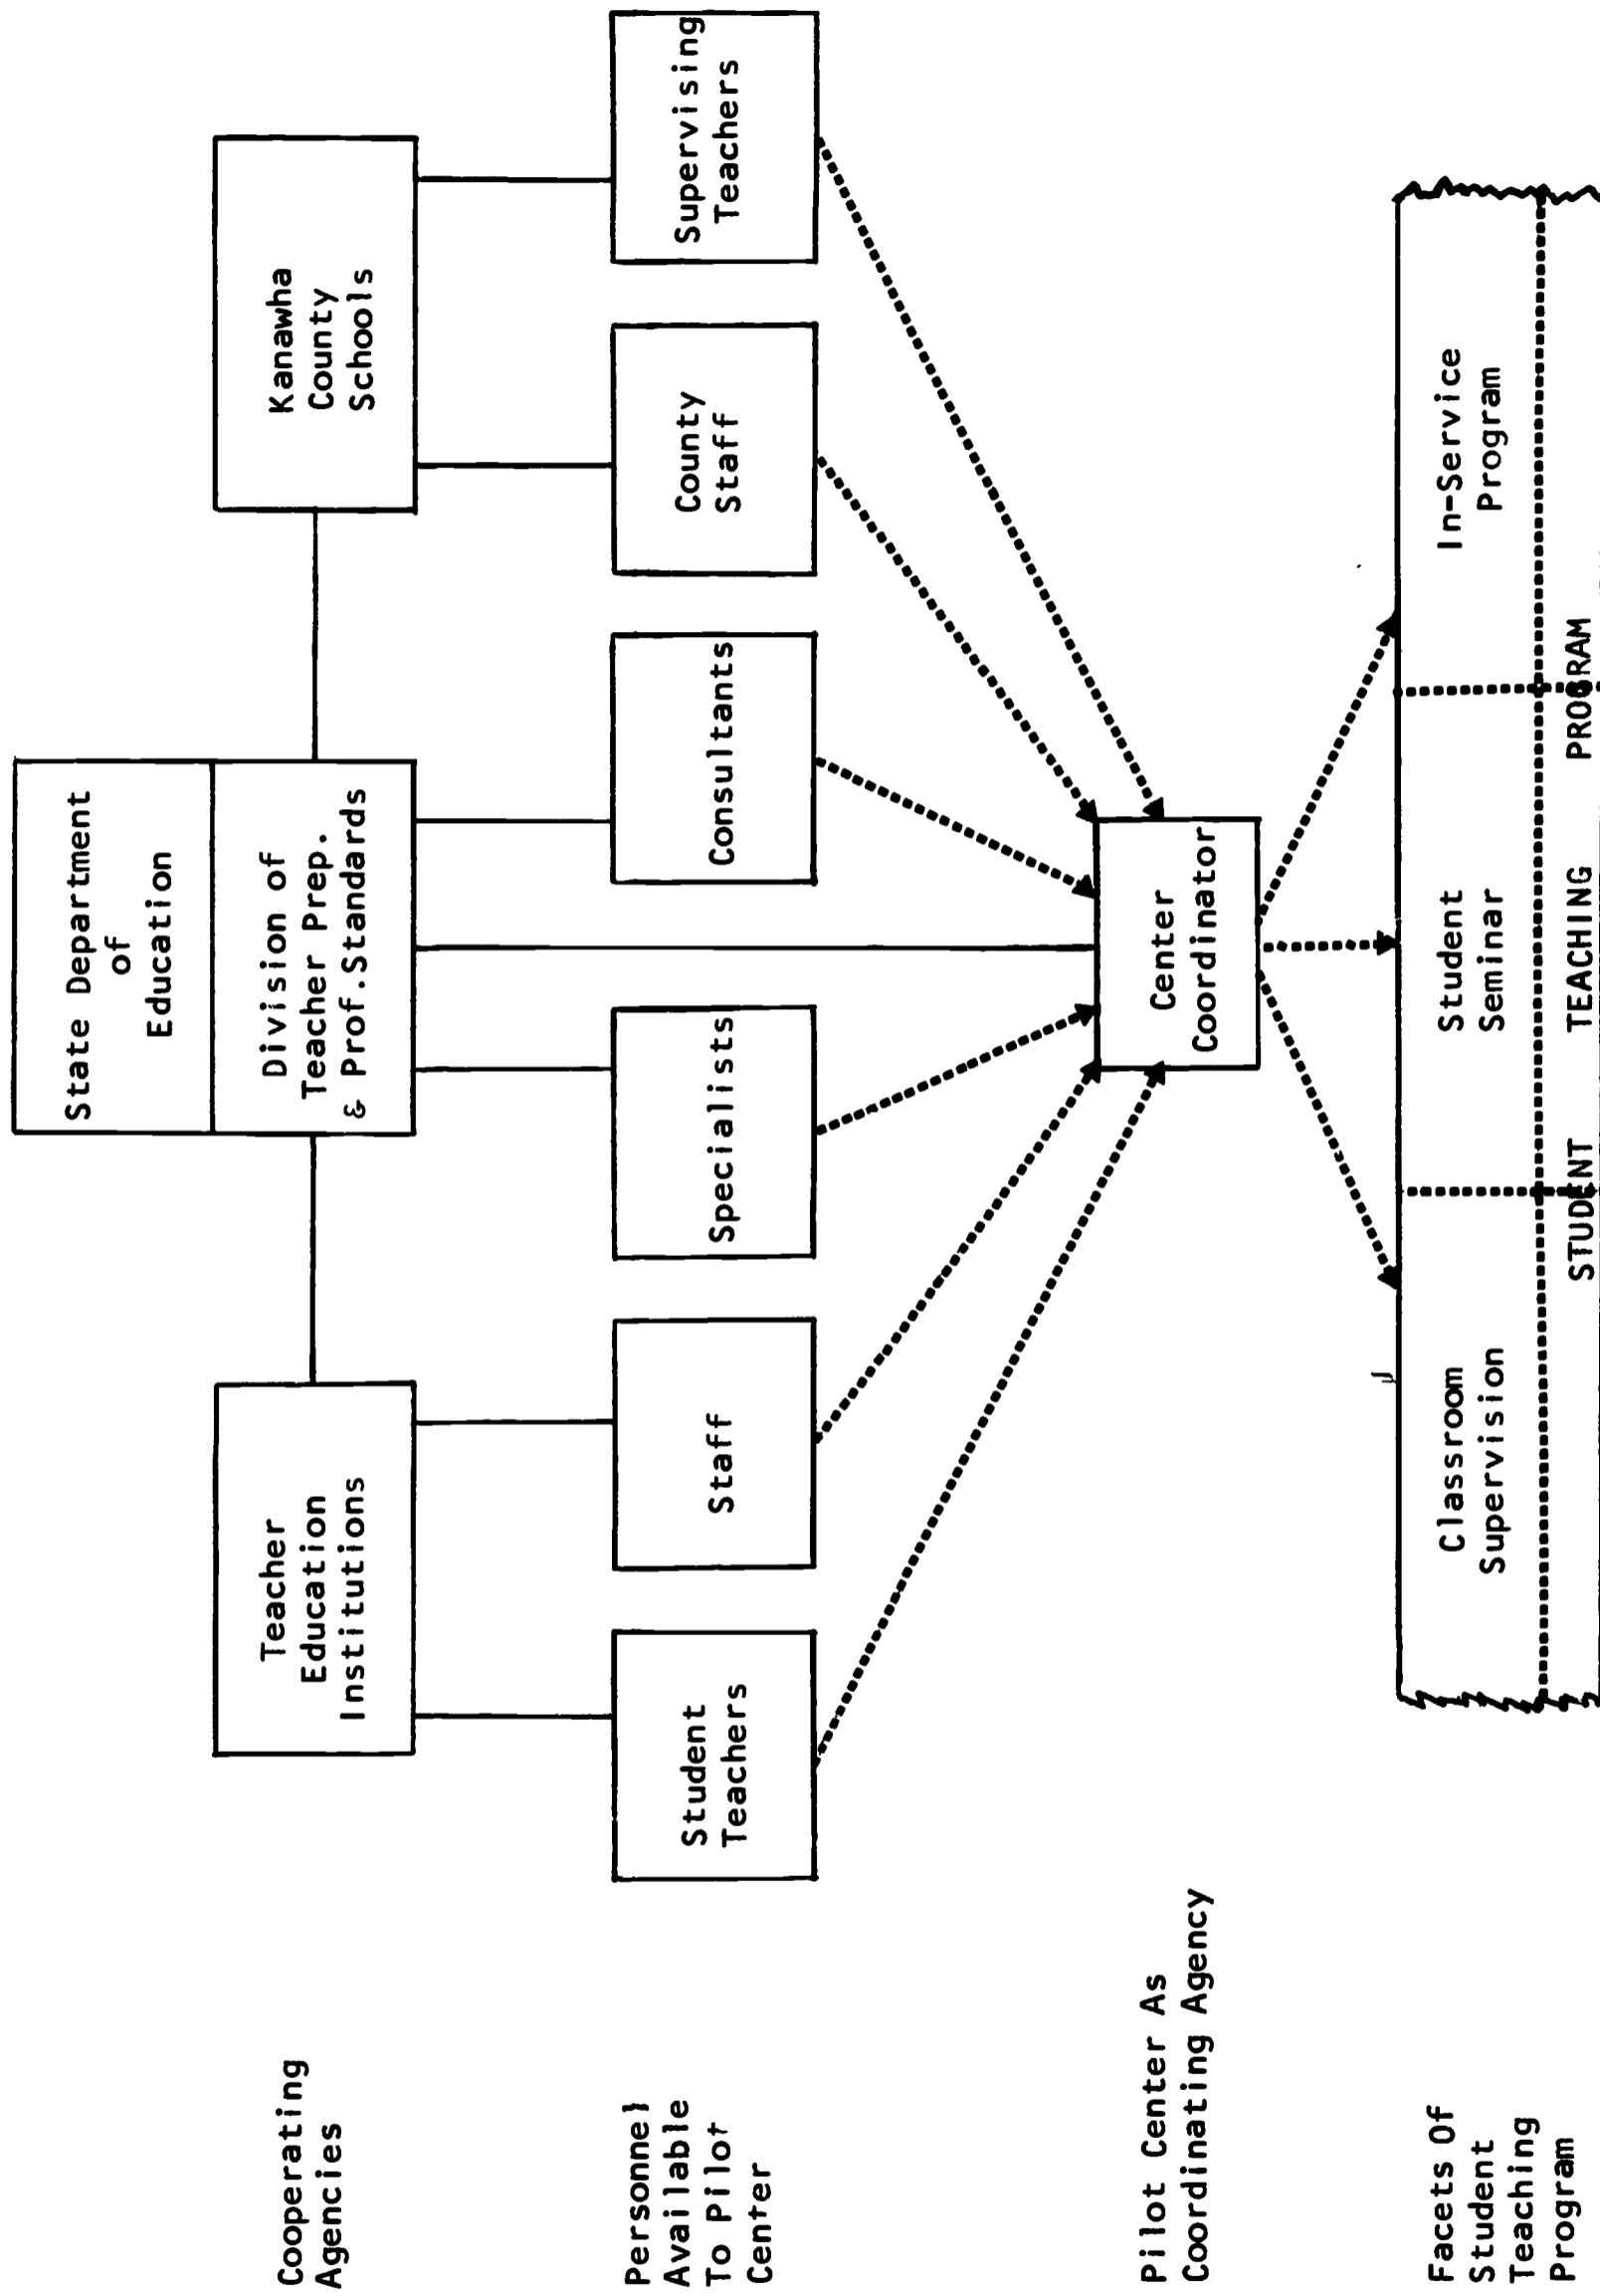 State Department
of
Education
Division of
Teacher Prep.
& Prof.Standards
Cooperating
Agencies
Teacher
Education
Institutions
Kanawha
County
Schools
Personnel
Available
To Pilot
Center
Student
Teachers
Staff
Specialists
Consultants
County
Staff
Supervising
Teachers
Pilot Center As
Coordinating Agency
Center
Coordinator
Facets Of
Student
Teaching
Program
Classroom
Supervision
Student
Seminar
In-Service
Program
STUDENT TEACHING PROGRAM